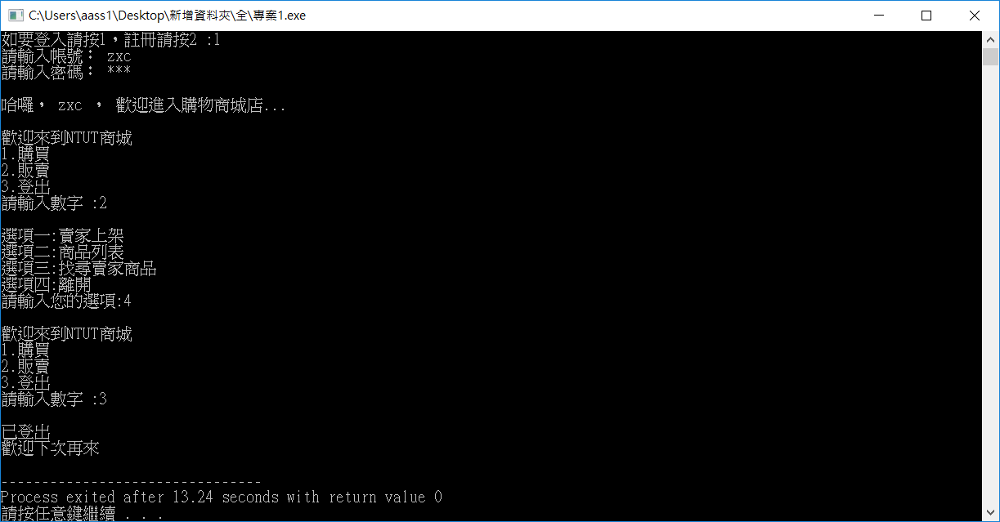 C:\Users\aass1\Desktop\新增資料夾\全\專案1.exe
如要登入請按1，註冊請按2 :1
請輸入帳號： zxc
請輸入密碼： ***
哈囉， zxc ， 歡迎進入購物商城店...
歡迎來到NTUT商城
1.購買
2.販賣
3.登出
請輸入數字 :2
選項一:賣家上架
選項二:商品列表
選項三:找尋賣家商品
選項四:離開
請輸入您的選項:4
歡迎來到NTUT商城
1.購買
2.販賣
3.登出
請輸入數字 :3
已登出
歡迎下次再來
--------------------------------
Process exited after 13.24 seconds with return value 0
請按任意鍵繼續 . . .